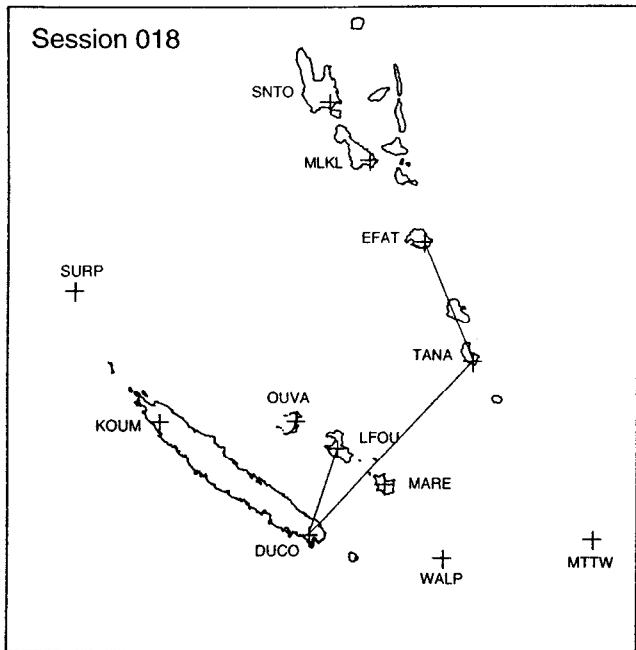 Session 018
SNTO
MLKL
EFAT
SURP
TANA
OUVA
KOUM
LFOU
MARE
DUCO
WALP
MTTW